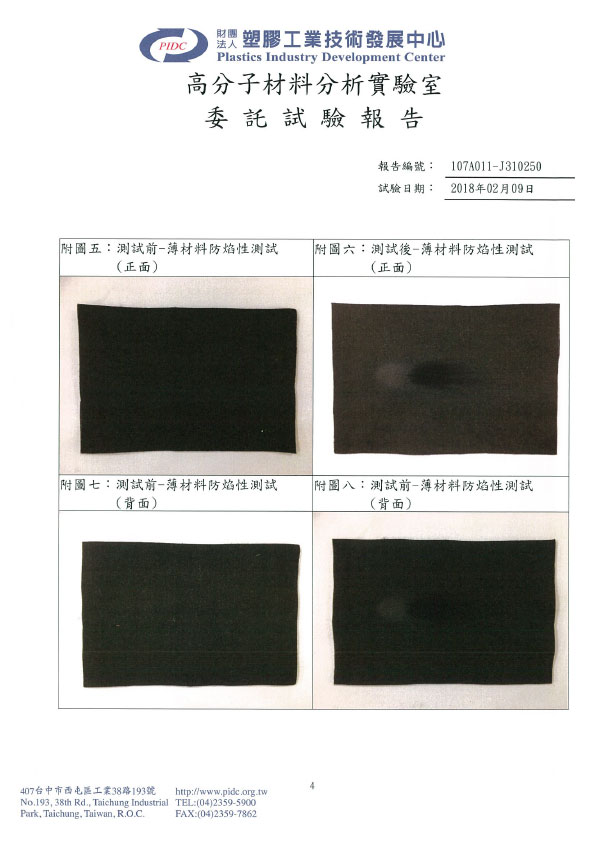 PIDC
財團法人 塑膠工業技術發展中心
Plastics Industry Development Center
高分子材料分析實驗室
委託試驗報告
報告編號： 107A011-J310250
試驗日期： 2018年02月09日
附圖五：測試前-薄材料防焰性測試
(正面)
附圖六：測試後-薄材料防焰性測試
(正面)
附圖七：測試前-薄材料防焰性測試
(背面)
附圖八：測試前-薄材料防焰性測試
(背面)
4
407台中市西屯區工業38路193號 http://www.pidc.org.tw
No.193, 38th Rd., Taichung Industrial TEL:(04)2359-5900
Park, Taichung, Taiwan, R.O.C. FAX:(04)2359-7862